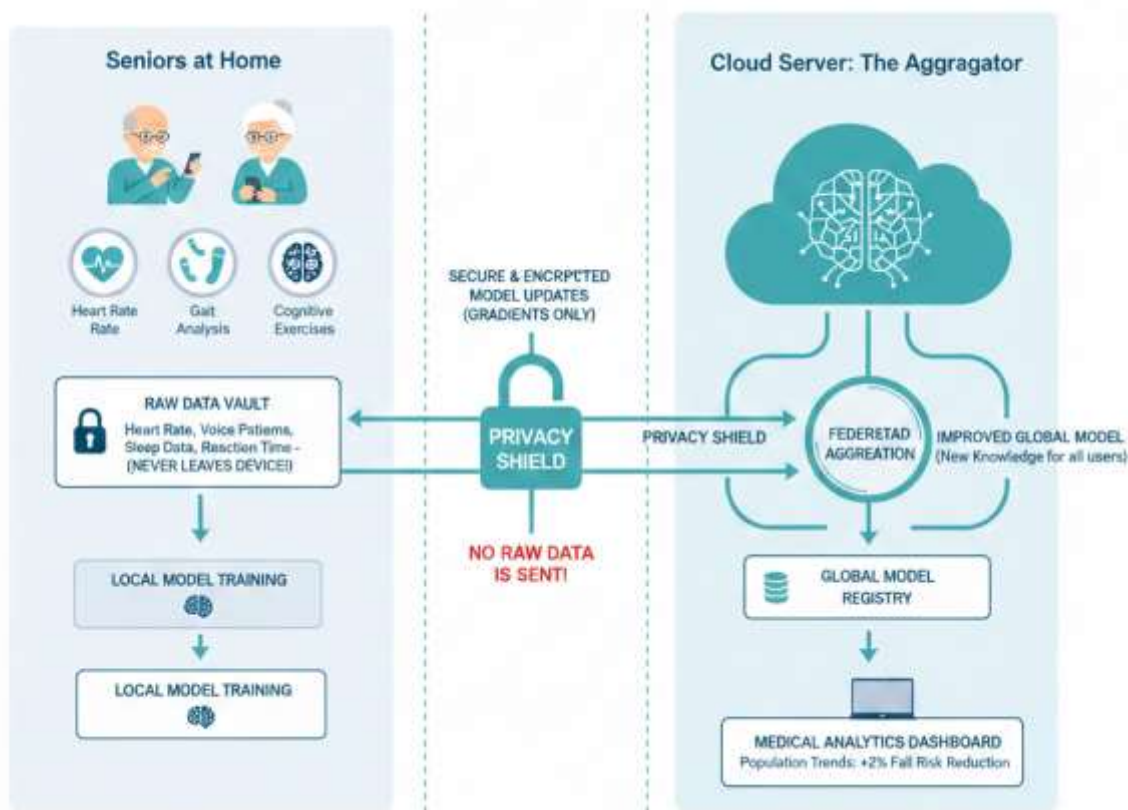 Seniors at Home
Heart Rate
Rate
Gait
Analysis
Cognitive
Exercises
RAW DATA VAULT
Heart Rate, Voice Patiems,
Sleep Data, Resction Time -
(NEVER LEAVES DEVICE!)
LOCAL MODEL TRAINING
LOCAL MODEL TRAINING
SECURE & ENCRPCTED
MODEL UPDATES
(GRADIENTS ONLY)
PRIVACY
SHIELD
NO RAW DATA
IS SENT!
Cloud Server: The Aggragator
PRIVACY SHIELD
FEDERSTAD
AGGREATION
IMPROVED GLOBAL MODEL
(New Knowledge for all users)
GLOBAL MODEL
REGISTRY
MEDICAL ANALYTICS DASHBOARD
Population Trends: +2% Fall Risk Reduction